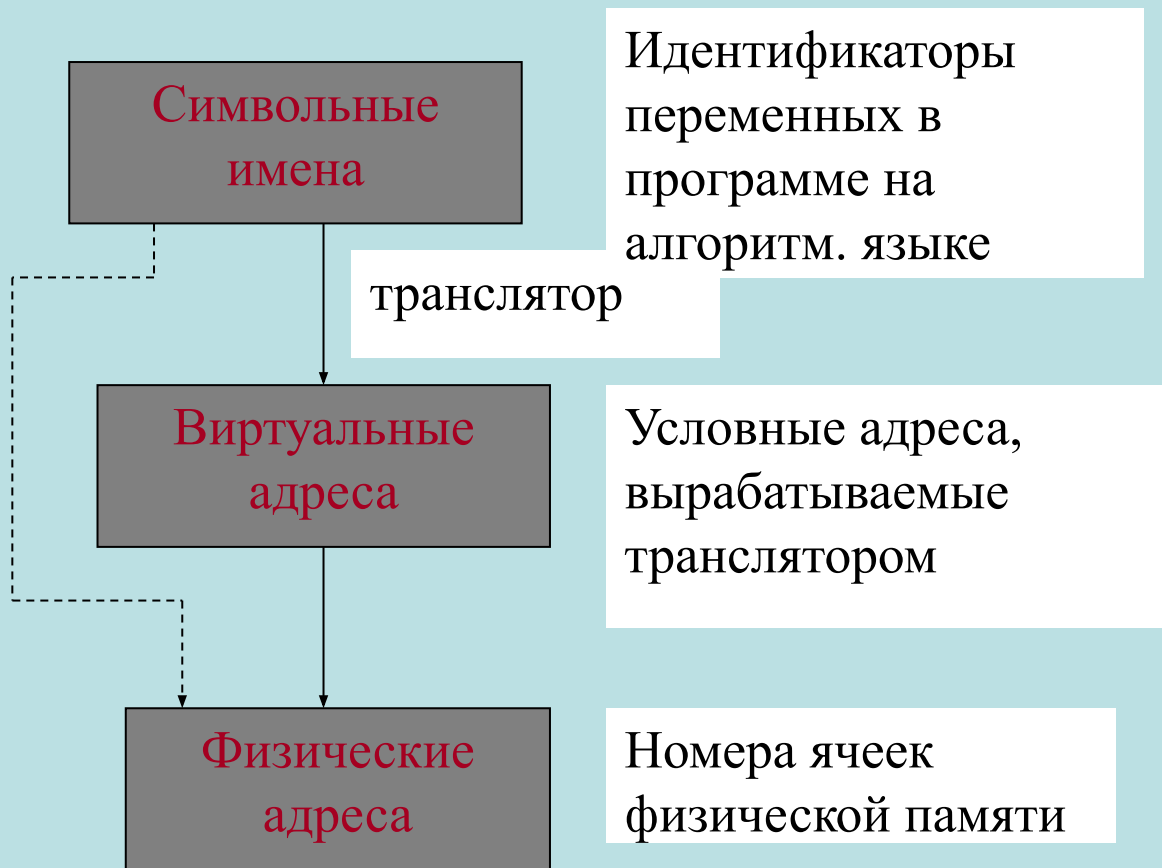 Символьные
имена
Идентификаторы
переменных в
программе на
алгоритм. языке
транслятор
Виртуальные
адреса
Условные адреса,
вырабатываемые
транслятором
Физические
адреса
Номера ячеек
физической памяти